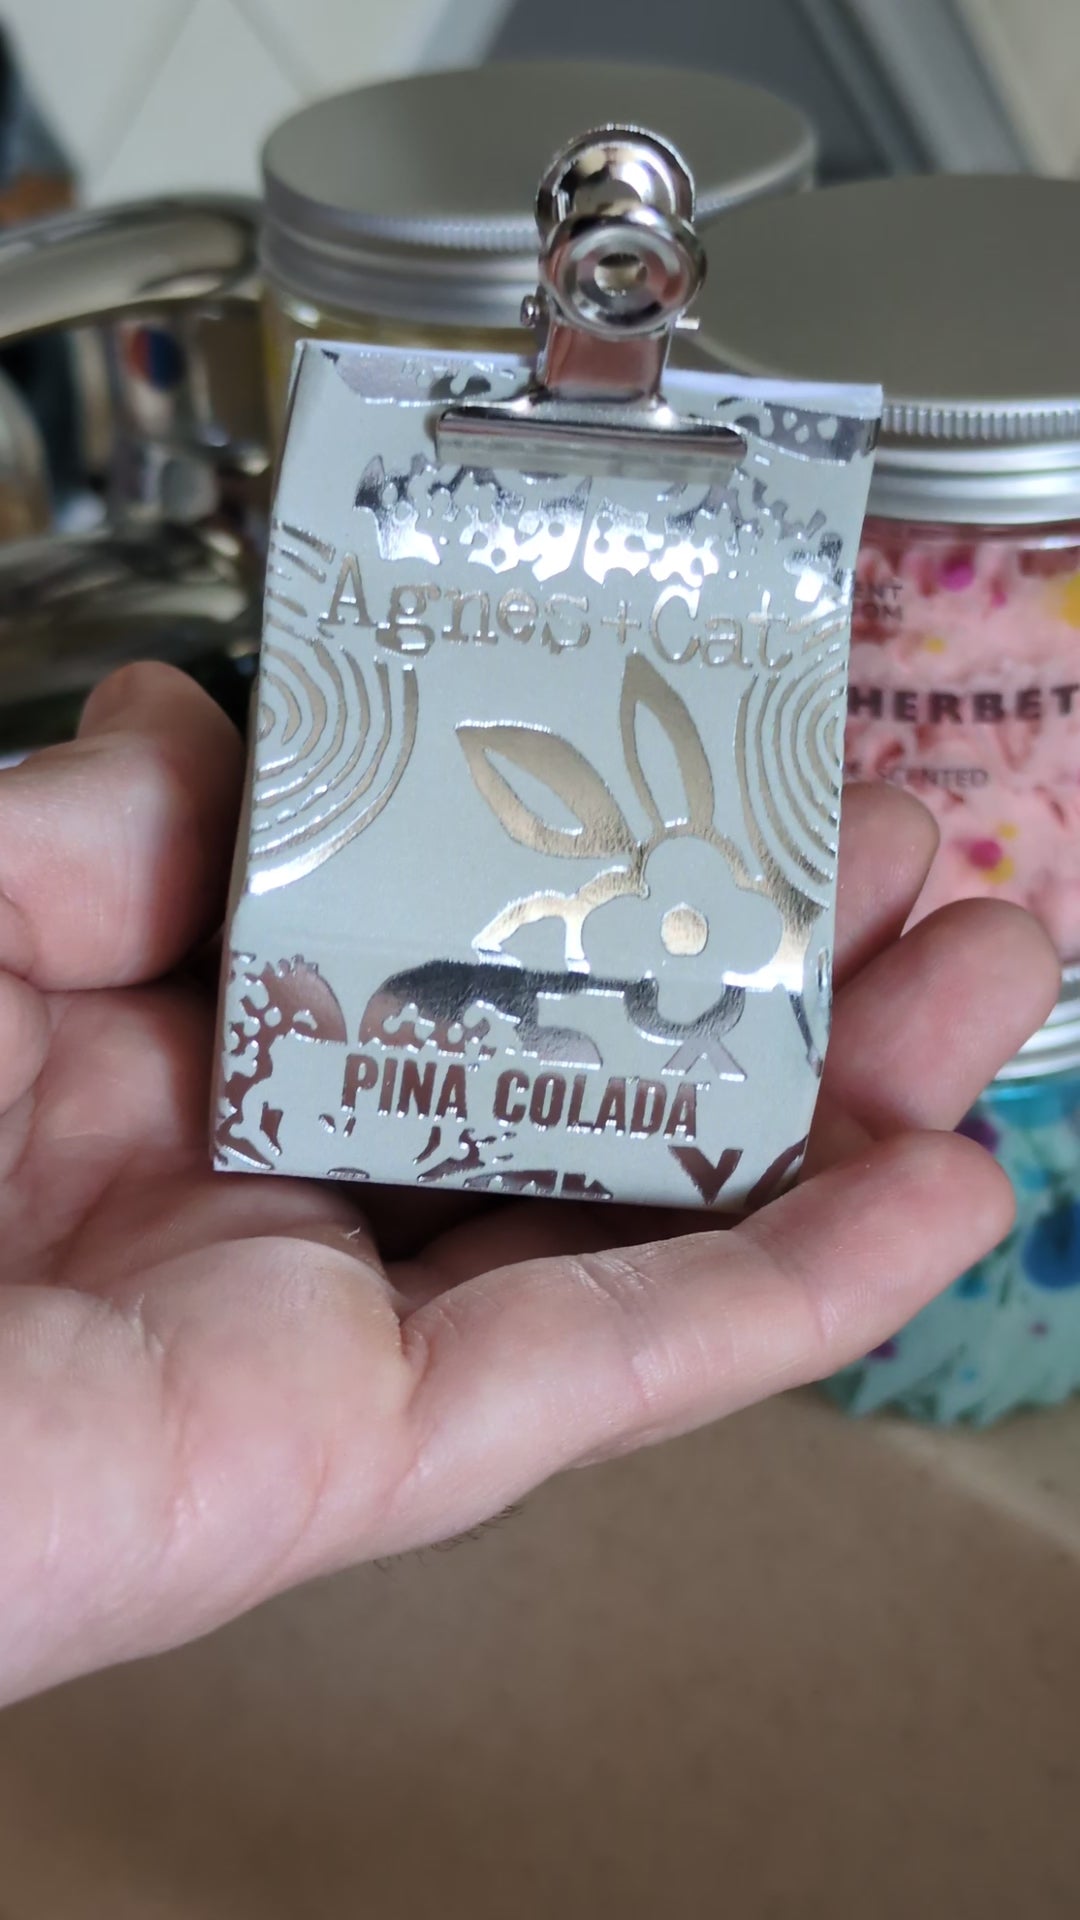 Agnes+Cat
PINA COLADA
HERBET
SCENTED